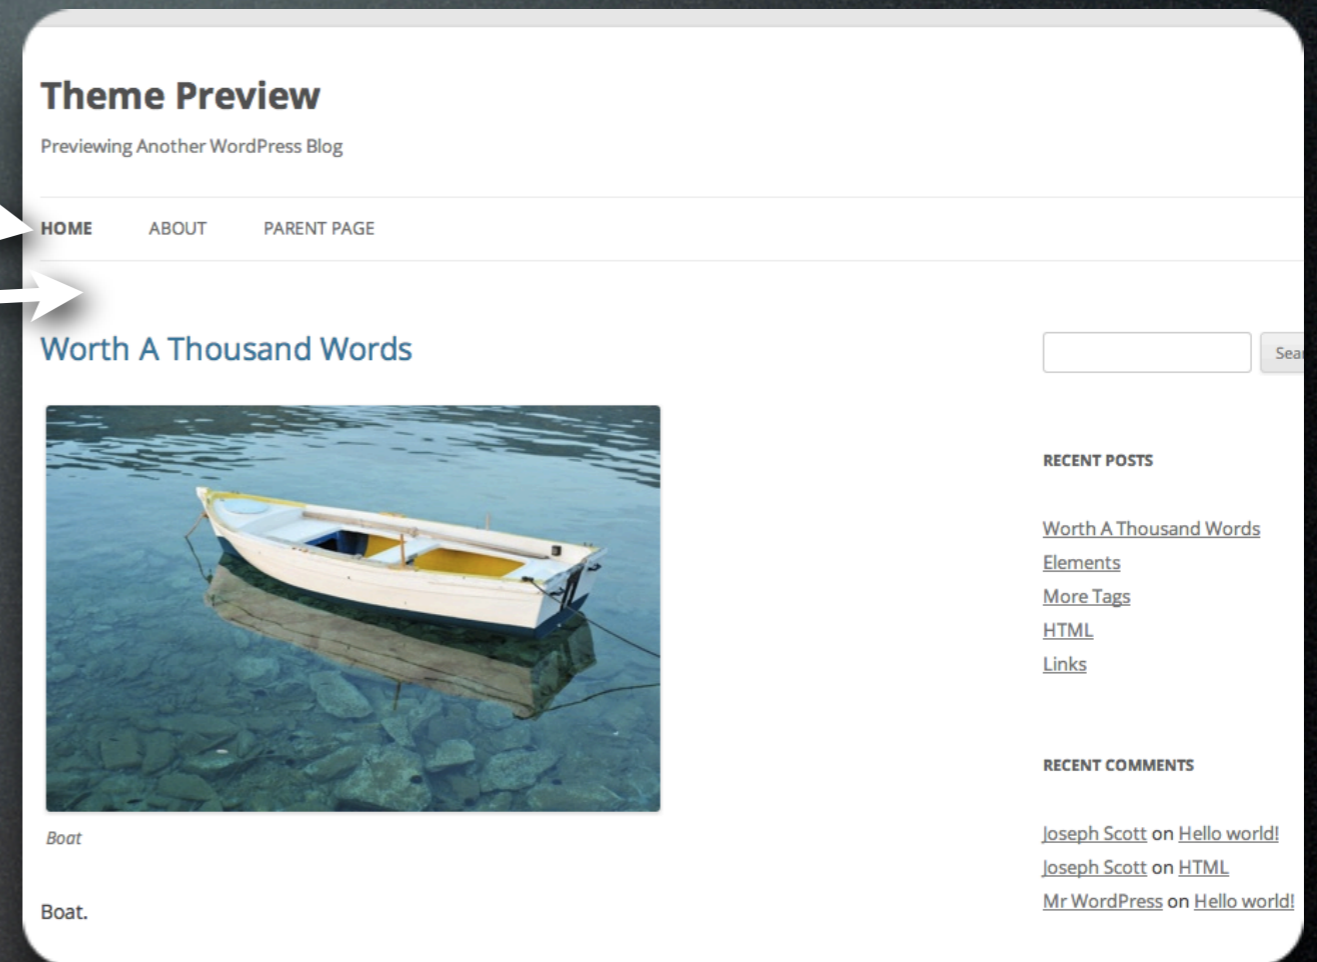 Theme Preview
Previewing Another WordPress Blog
HOME ABOUT PARENT PAGE
Worth A Thousand Words
Boat
Boat.
RECENT POSTS
Worth A Thousand Words
Elements
More Tags
HTML
Links
RECENT COMMENTS
Joseph Scott on Hello world!
Joseph Scott on HTML
Mr WordPress on Hello world!